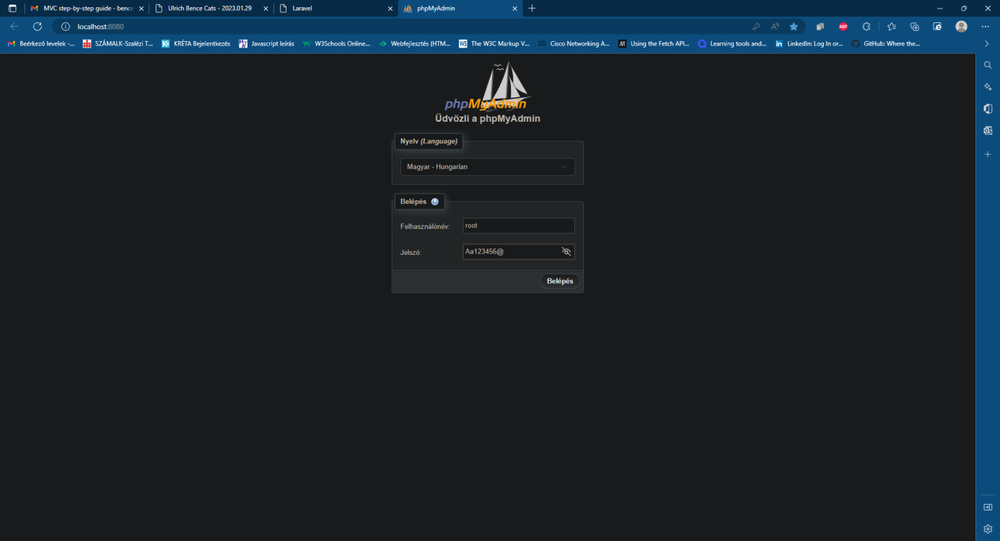 MVC step-by-step guide - bence
Ulrich Bence Cats - 2023.01.29
Laravel
phpMyAdmin
localhost:8080
Beérkező levelek -...
SZÁMALK-Szalézi T...
KRÉTA Bejelentkezés
Javascript leírás
W3Schools Online...
Webfejlesztés (HTM...
The W3C Markup V...
Cisco Networking A...
Using the Fetch API...
Learning tools and...
LinkedIn: Log In or...
GitHub: Where the...
phpMyAdmin
Üdvözli a phpMyAdmin
Nyelv (Language)
Magyar - Hungarian
Belépés
Felhasználónév:
root
Jelszó:
Aa123456@
Belépés